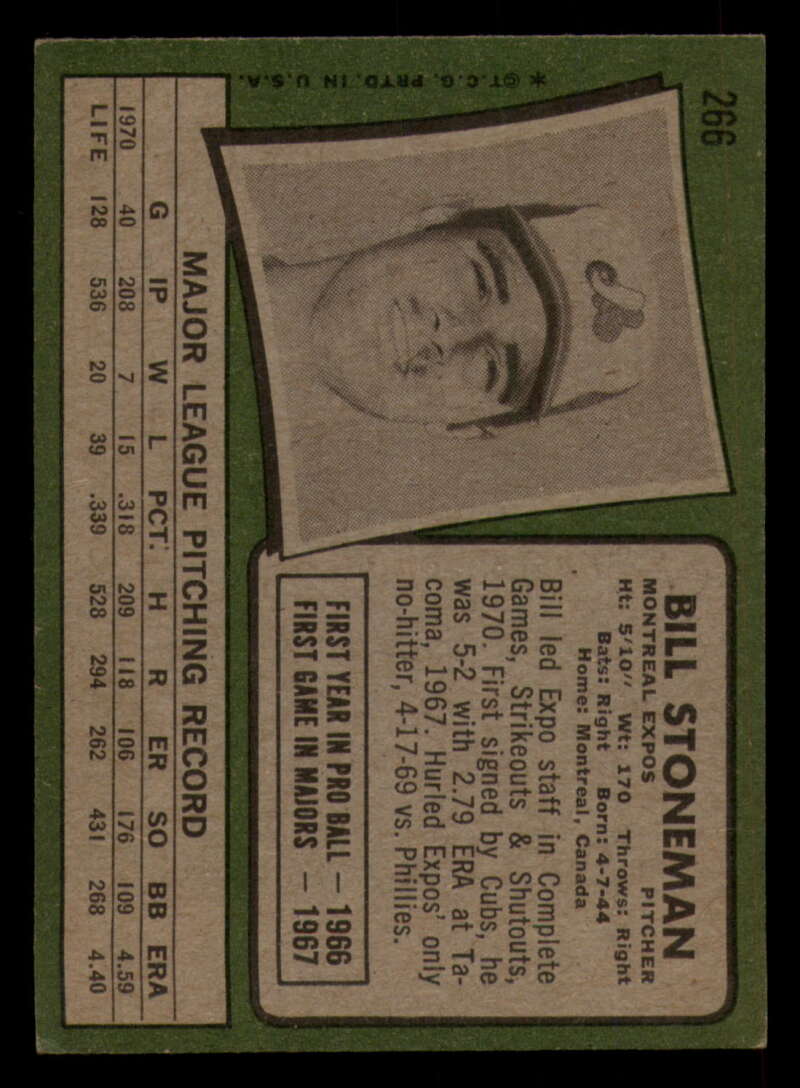 266
BILL STONEMAN
MONTREAL EXPOS PITCHER
Ht: 5/10" Wt: 170 Throws: Right
Bats: Right Born: 4-7-44
Home: Montreal, Canada
Bill led Expo staff in Complete
Games, Strikeouts & Shutouts,
1970. First signed by Cubs, he
was 5-2 with 2.79 ERA at Ta-
coma, 1967. Hurled Expos' only
no-hitter, 4-17-69 vs. Phillies.
FIRST YEAR IN PRO BALL — 1966
FIRST GAME IN MAJORS — 1967
MAJOR LEAGUE PITCHING RECORD
G IP W L PCT. H R ER SO BB ERA
1970 40 208 7 15 .318 209 118 106 176 109 4.59
LIFE 128 536 20 39 .339 528 294 262 431 268 4.40
* ©T.C.G. PRTD. IN U.S.A.